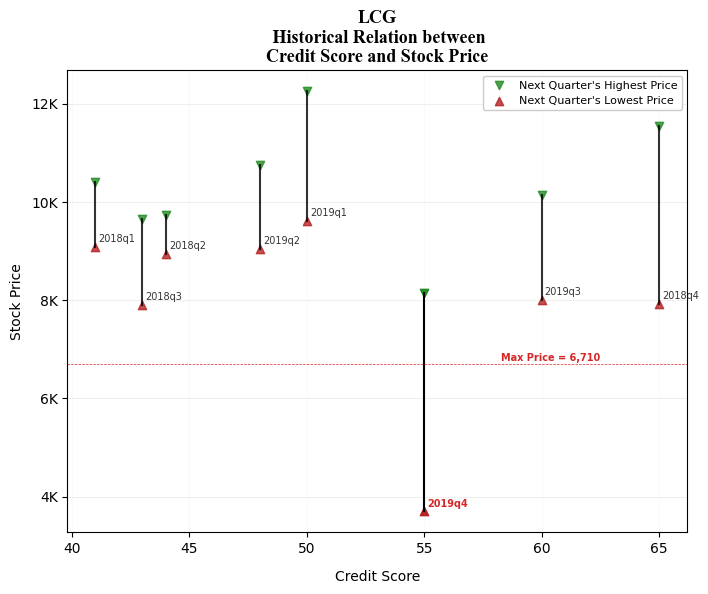 LCG
Historical Relation between
Credit Score and Stock Price
Next Quarter's Highest Price
Next Quarter's Lowest Price
12K
10K
8K
6K
4K
Stock Price
2018q1
2018q3
2018q2
2019q2
2019q1
2019q4
2019q3
2018q4
Max Price = 6,710
40
45
50
55
60
65
Credit Score